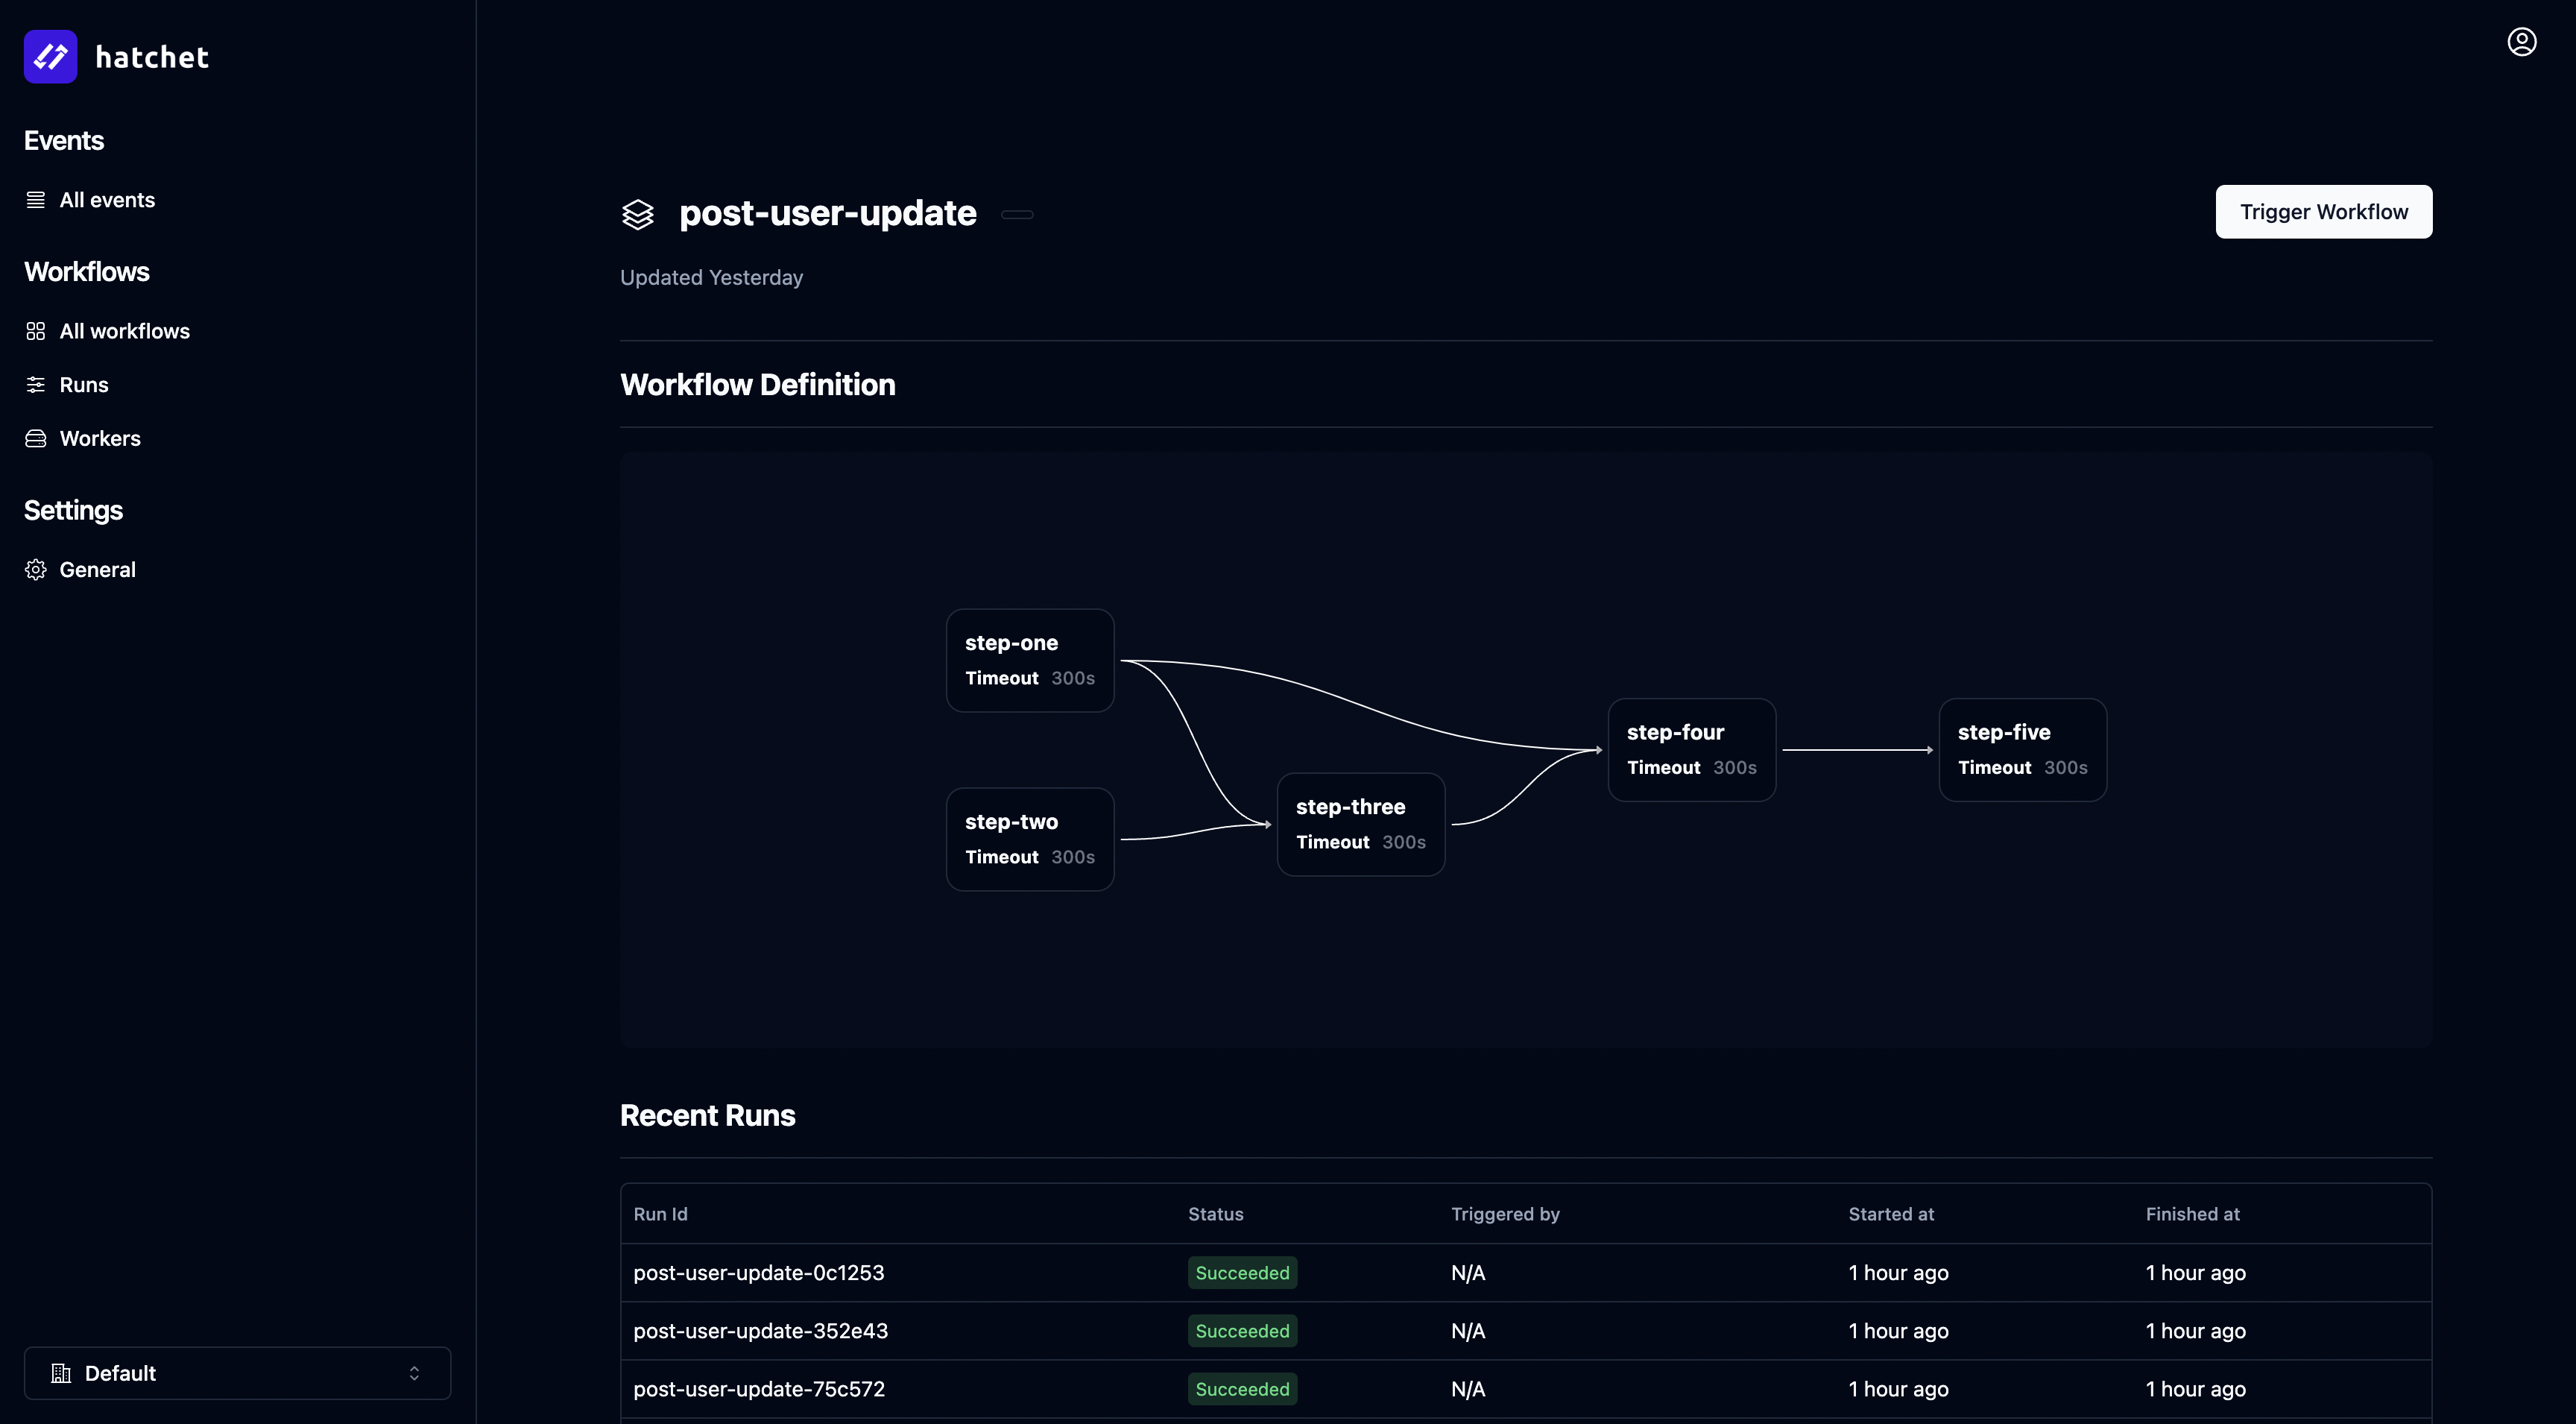 hatchet
Events
All events
Workflows
All workflows
Runs
Workers
Settings
General
Default
post-user-update
Trigger Workflow
Updated Yesterday
Workflow Definition
step-one
Timeout 300s
step-two
Timeout 300s
step-three
Timeout 300s
step-four
Timeout 300s
step-five
Timeout 300s
Recent Runs
Run Id Status Triggered by Started at Finished at
post-user-update-0c1253 Succeeded N/A 1 hour ago 1 hour ago
post-user-update-352e43 Succeeded N/A 1 hour ago 1 hour ago
post-user-update-75c572 Succeeded N/A 1 hour ago 1 hour ago